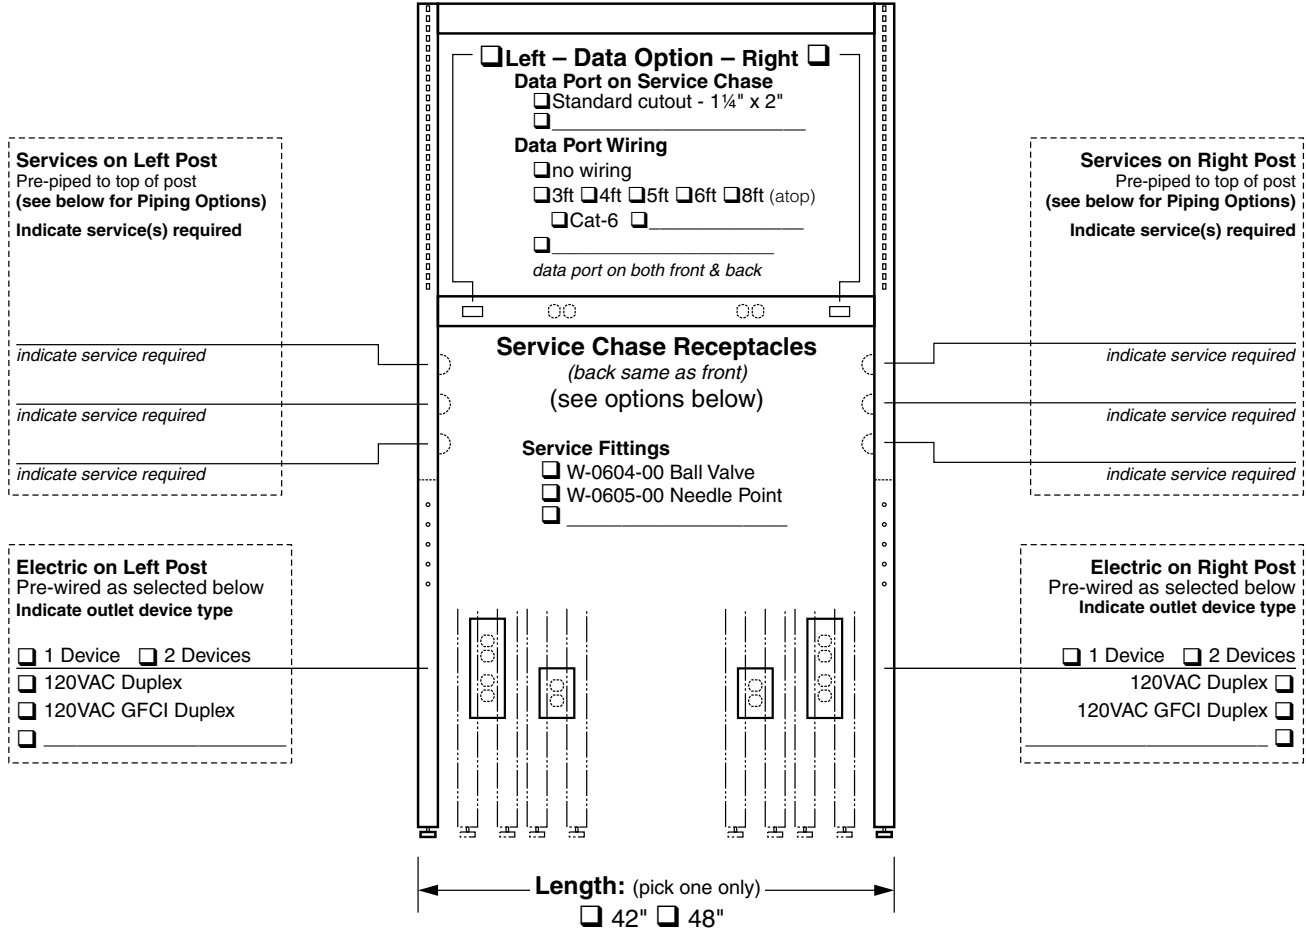 ❑Left – Data Option – Right ❑
Data Port on Service Chase
❑Standard cutout - 1¼" x 2"
❑_______________________
Data Port Wiring
❑no wiring
❑3ft ❑4ft ❑5ft ❑6ft ❑8ft (atop)
❑Cat-6 ❑______________
❑____________________
data port on both front & back
Services on Left Post
Pre-piped to top of post
(see below for Piping Options)
Indicate service(s) required
indicate service required
indicate service required
indicate service required
Services on Right Post
Pre-piped to top of post
(see below for Piping Options)
Indicate service(s) required
indicate service required
indicate service required
indicate service required
Service Chase Receptacles
(back same as front)
(see options below)
Service Fittings
❑ W-0604-00 Ball Valve
❑ W-0605-00 Needle Point
❑ ____________________
Electric on Left Post
Pre-wired as selected below
Indicate outlet device type
❑ 1 Device ❑ 2 Devices
❑ 120VAC Duplex
❑ 120VAC GFCI Duplex
❑ ______________________
Electric on Right Post
Pre-wired as selected below
Indicate outlet device type
❑ 1 Device ❑ 2 Devices
120VAC Duplex ❑
120VAC GFCI Duplex ❑
______________________ ❑
Length: (pick one only)
❑ 42" ❑ 48"